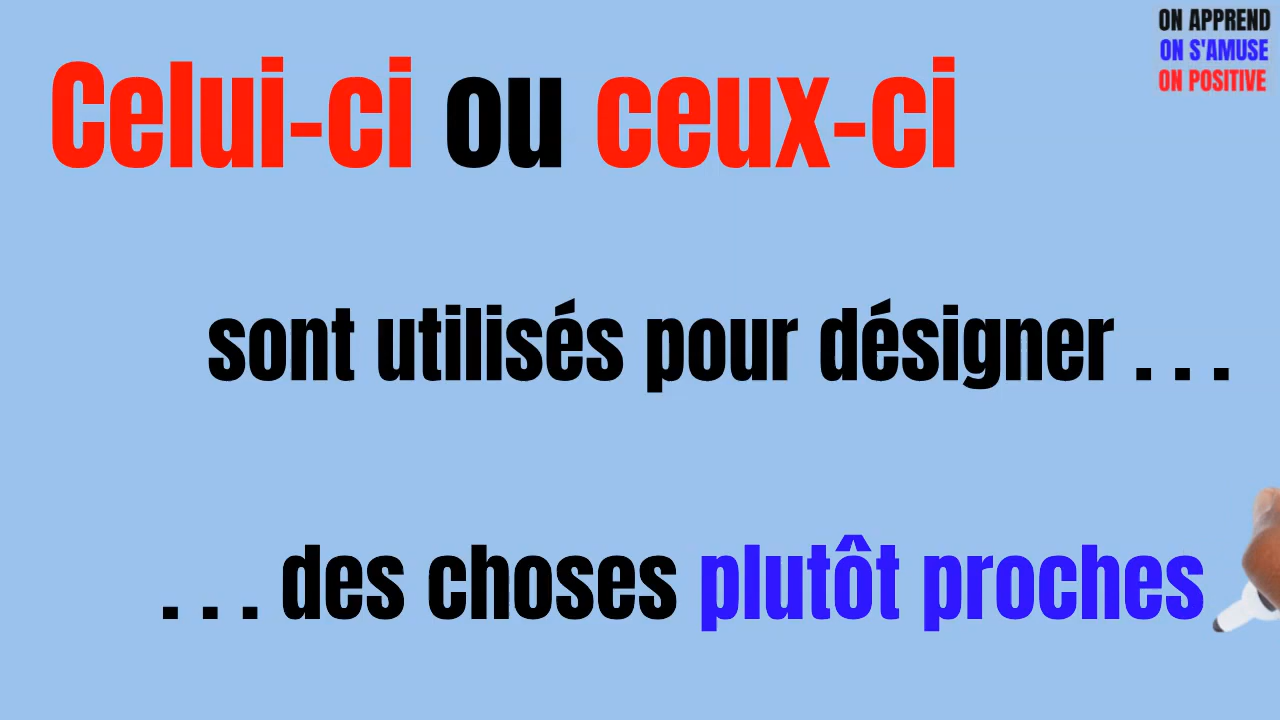 ON APPREND
ON S'AMUSE
ON POSITIVE
Celui-ci ou ceux-ci
sont utilisés pour désigner . . .
. . . des choses plutôt proches